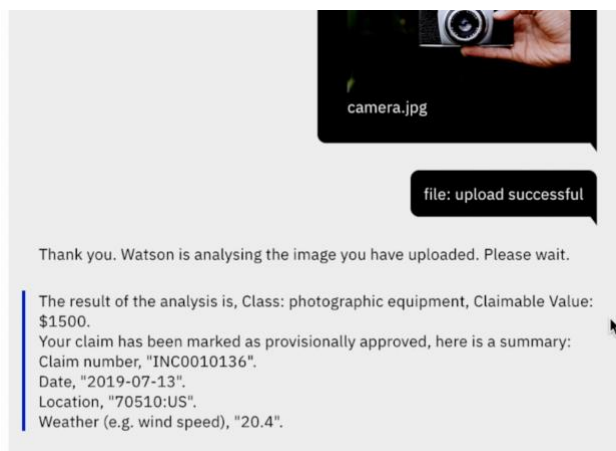 camera.jpg
file: upload successful
Thank you. Watson is analysing the image you have uploaded. Please wait.
The result of the analysis is, Class: photographic equipment, Claimable Value:
$1500.
Your claim has been marked as provisionally approved, here is a summary:
Claim number, "INC0010136".
Date, "2019-07-13".
Location, "70510:US".
Weather (e.g. wind speed), "20.4".